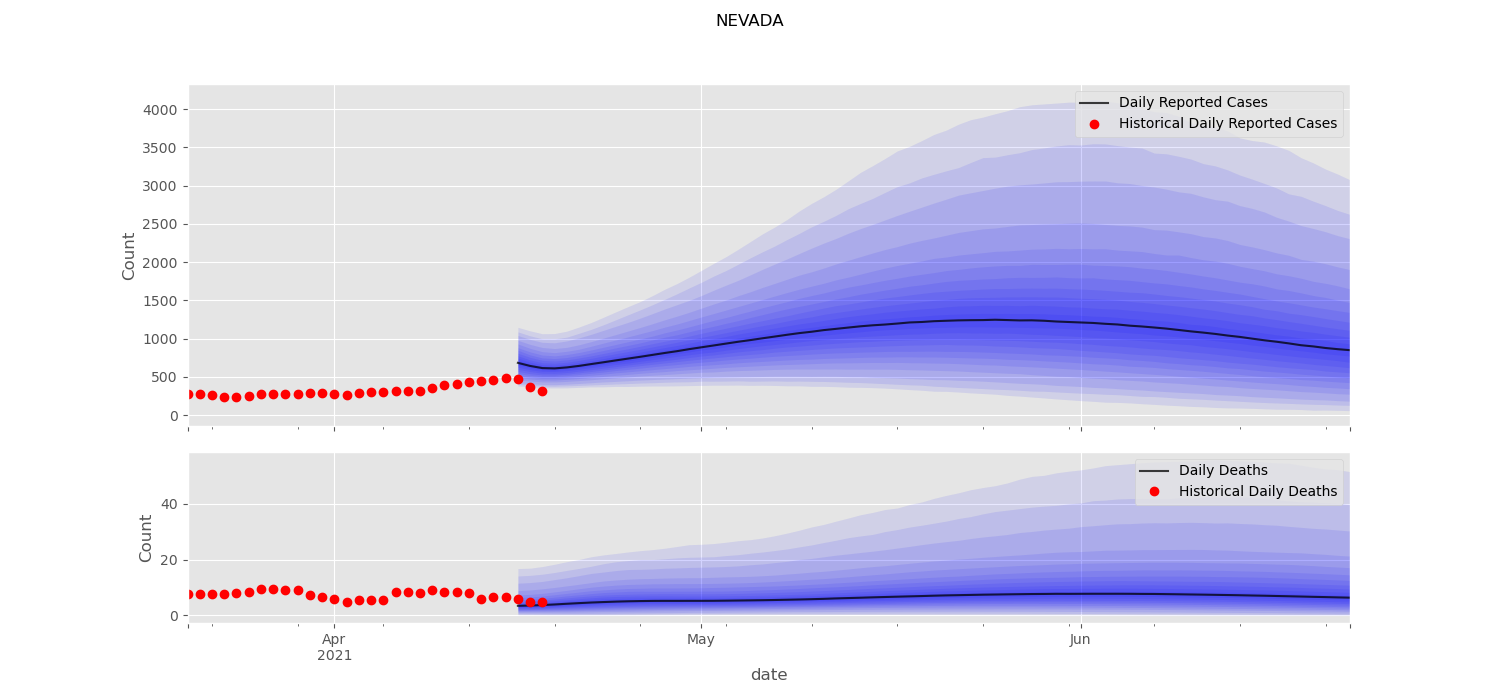 NEVADA
Daily Reported Cases
Historical Daily Reported Cases
4000
3500
3000
2500
2000
1500
1000
500
0
Count
Daily Deaths
Historical Daily Deaths
40
20
0
Count
Apr
2021
May
Jun
date